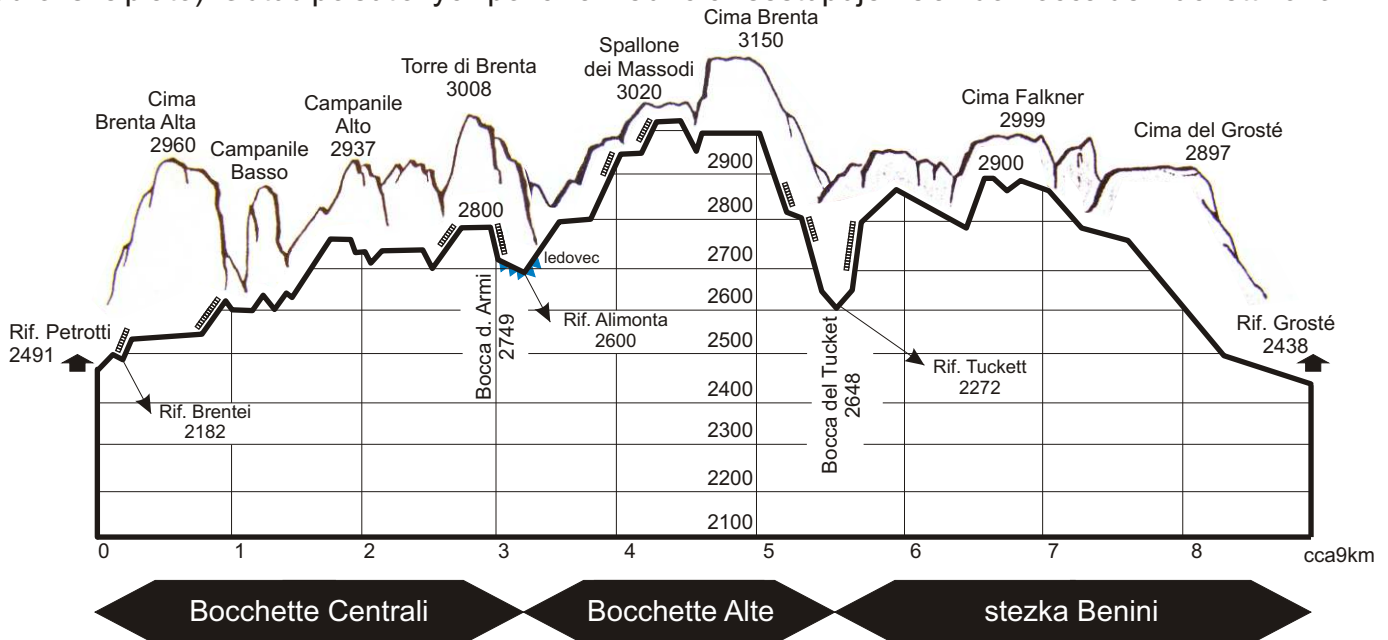 Cima Brenta
3150
Spallone
dei Massodi
3020
Torre di Brenta
3008
Cima
Brenta Alta
2960
Campanile
Alto
2937
Campanile
Basso
Cima Falkner
2999
Cima del Grosté
2897
2900
2900
2800
2800
2700
ledovec
2600
Bocca d. Armi
2749
Rif. Alimonta
2600
Rif. Petrotti
2491
Rif. Grosté
2438
2500
Bocca del Tucket
2648
Rif. Tuckett
2272
2400
Rif. Brentei
2182
2300
2200
2100
0 1 2 3 4 5 6 7 8 cca9km
Bocchette Centrali
Bocchette Alte
stezka Benini